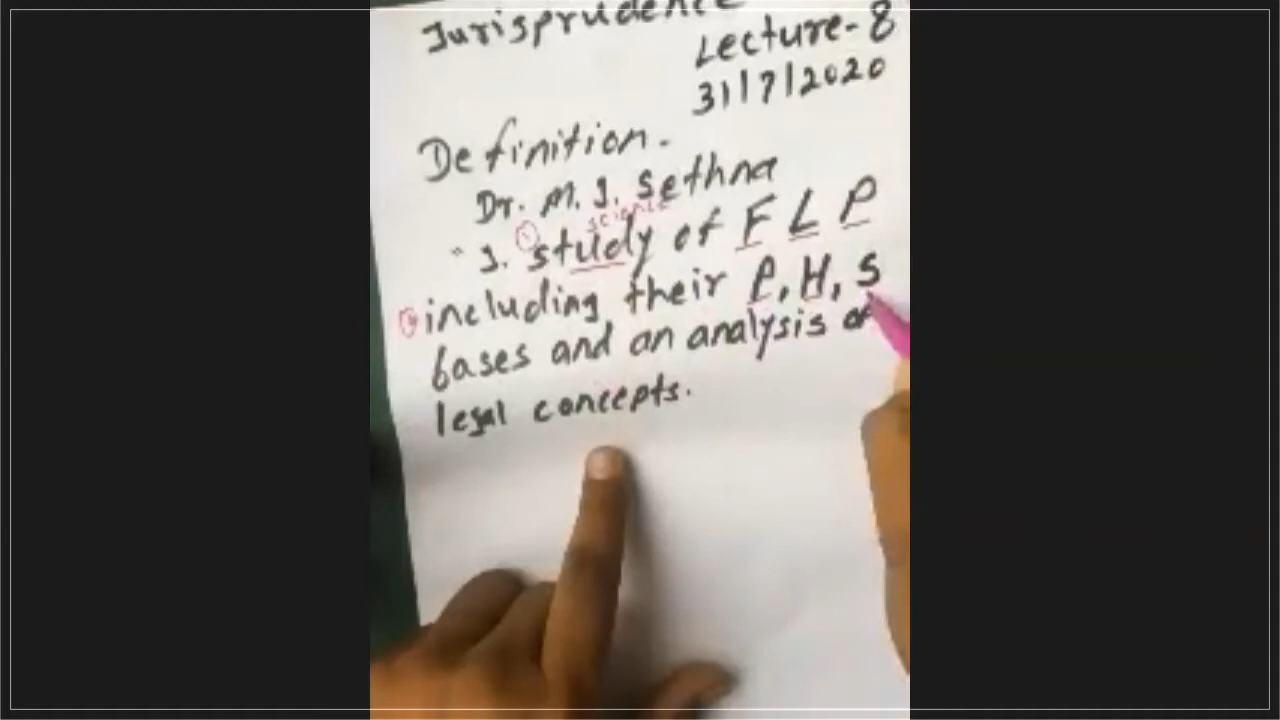 Jurisprudence
Lecture-8
31/7/2020
Definition.
Dr. M. J. Sethna
science
" J. ① study of F L P
including their P, H, S
bases and an analysis of
legal concepts.